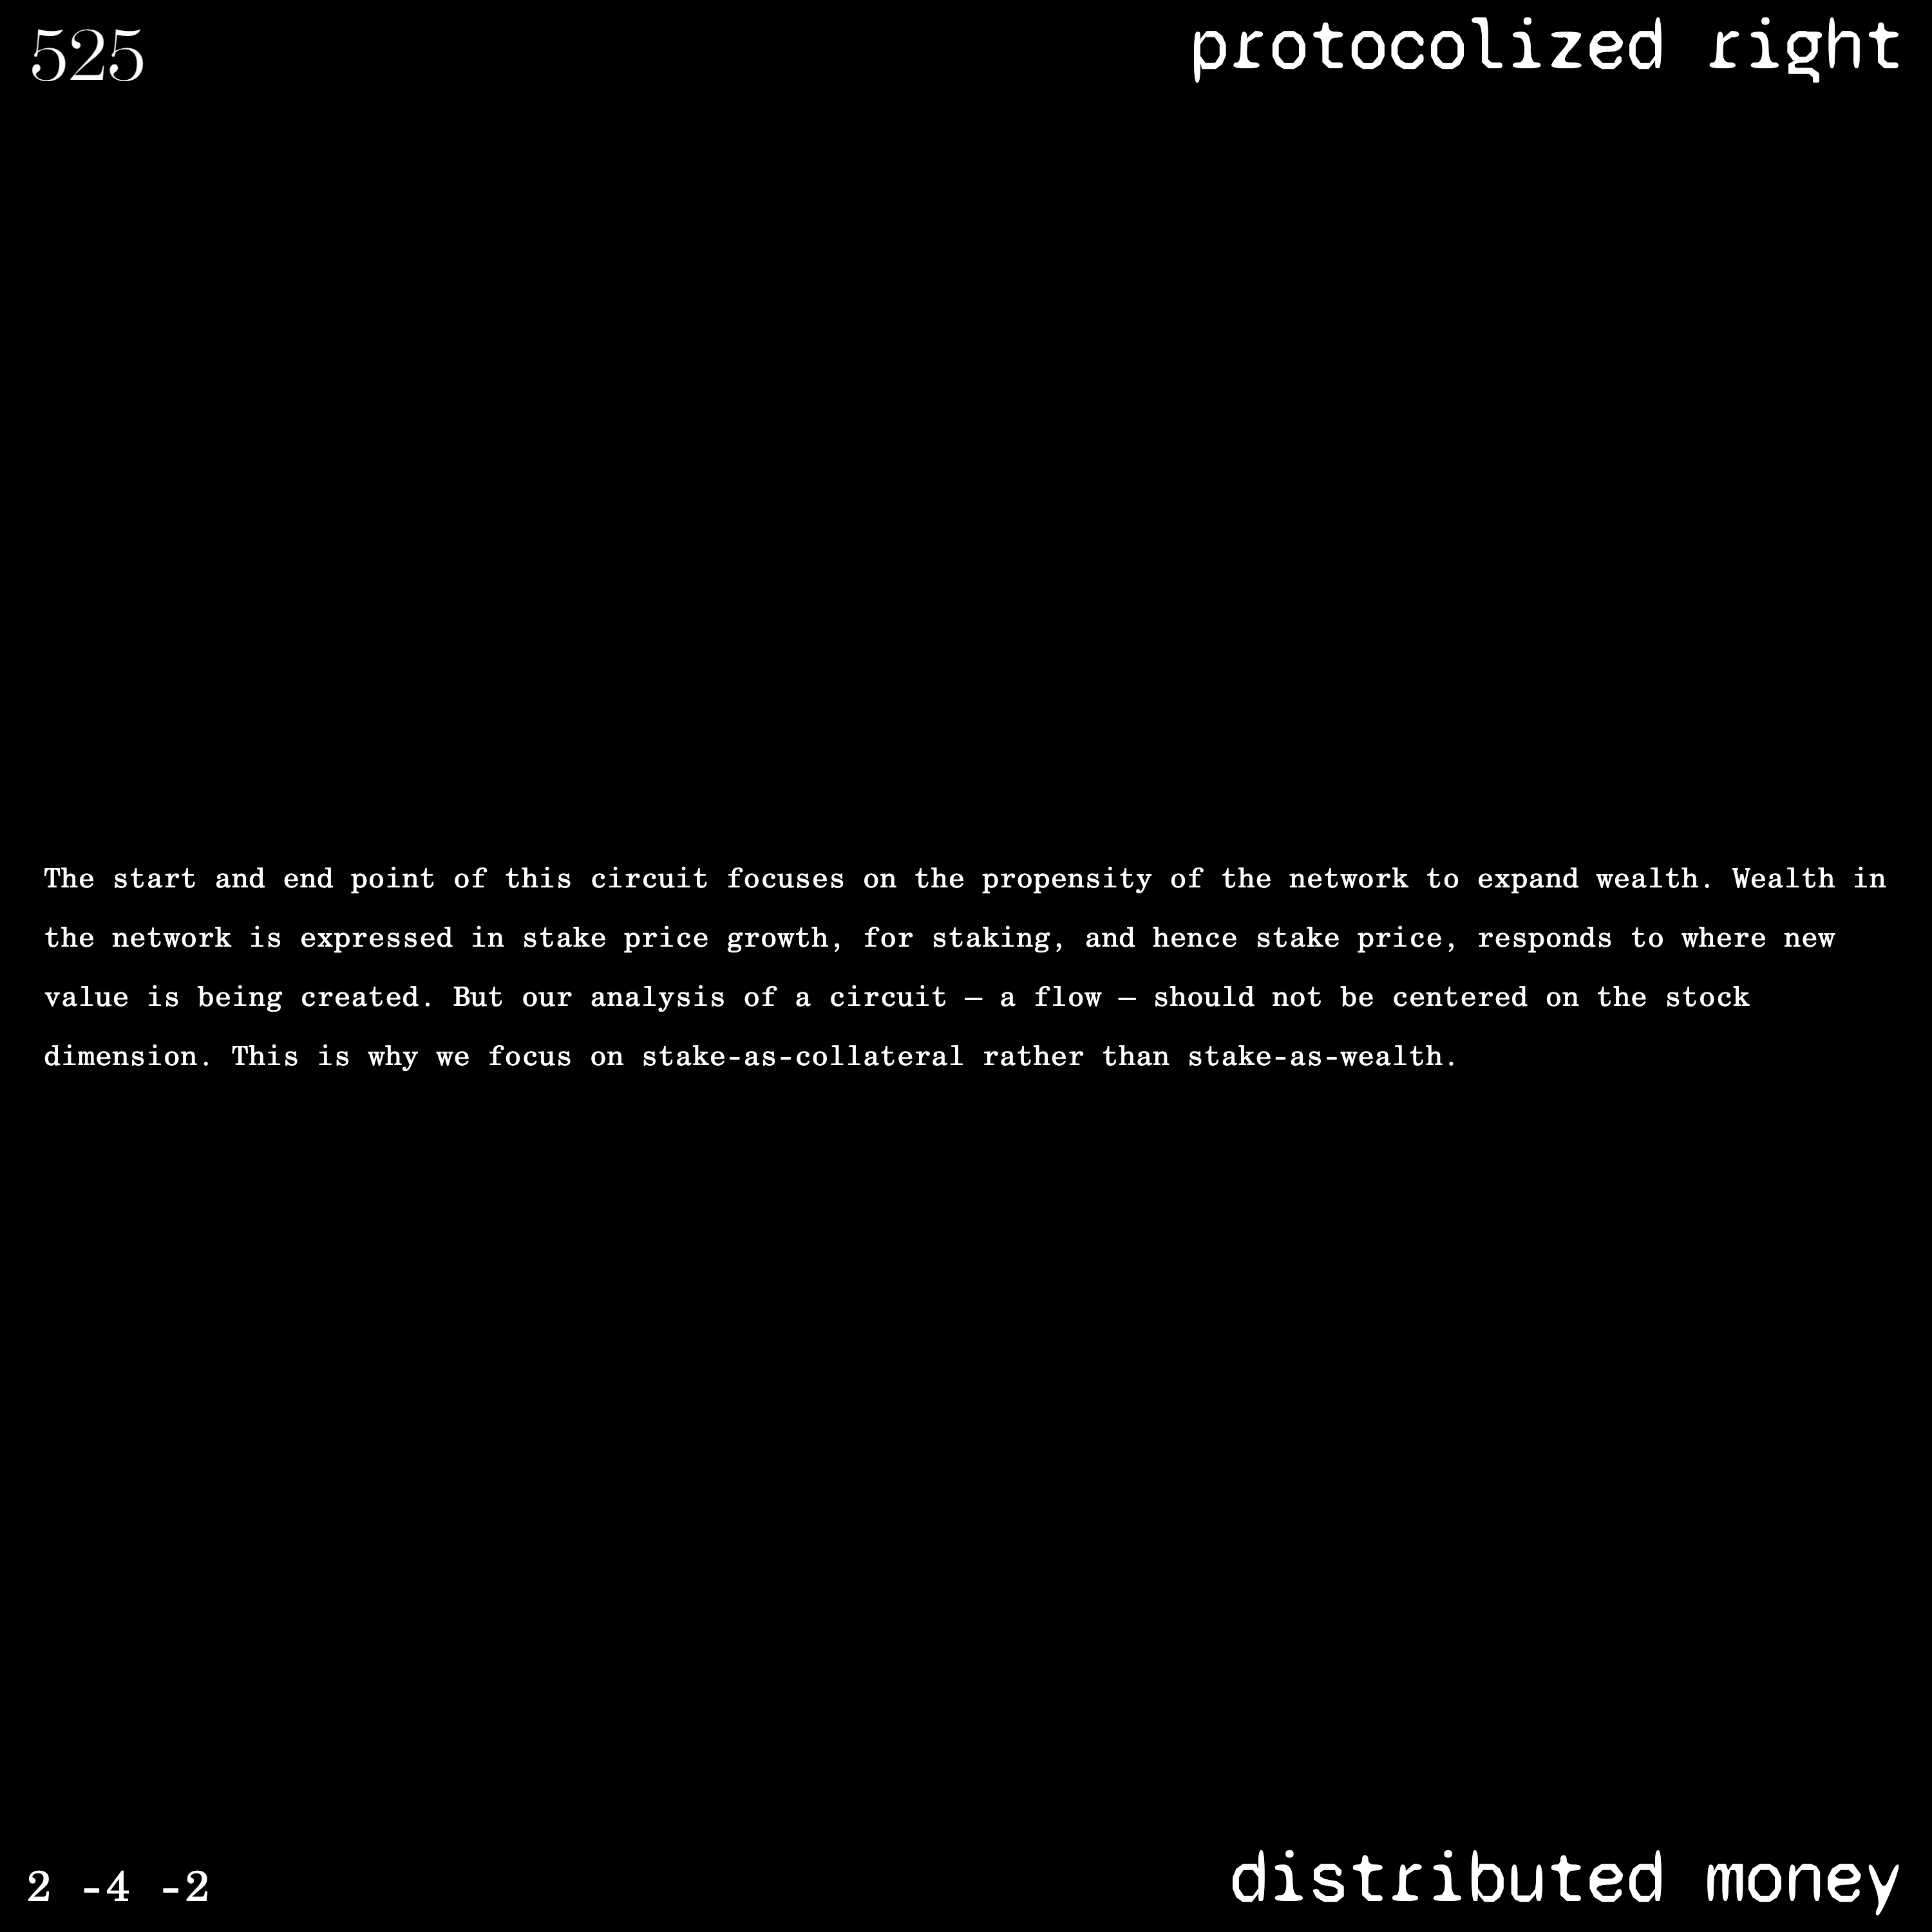 525
protocolized right
The start and end point of this circuit focuses on the propensity of the network to expand wealth. Wealth in
the network is expressed in stake price growth, for staking, and hence stake price, responds to where new
value is being created. But our analysis of a circuit — a flow — should not be centered on the stock
dimension. This is why we focus on stake-as-collateral rather than stake-as-wealth.
2 -4 -2
distributed money